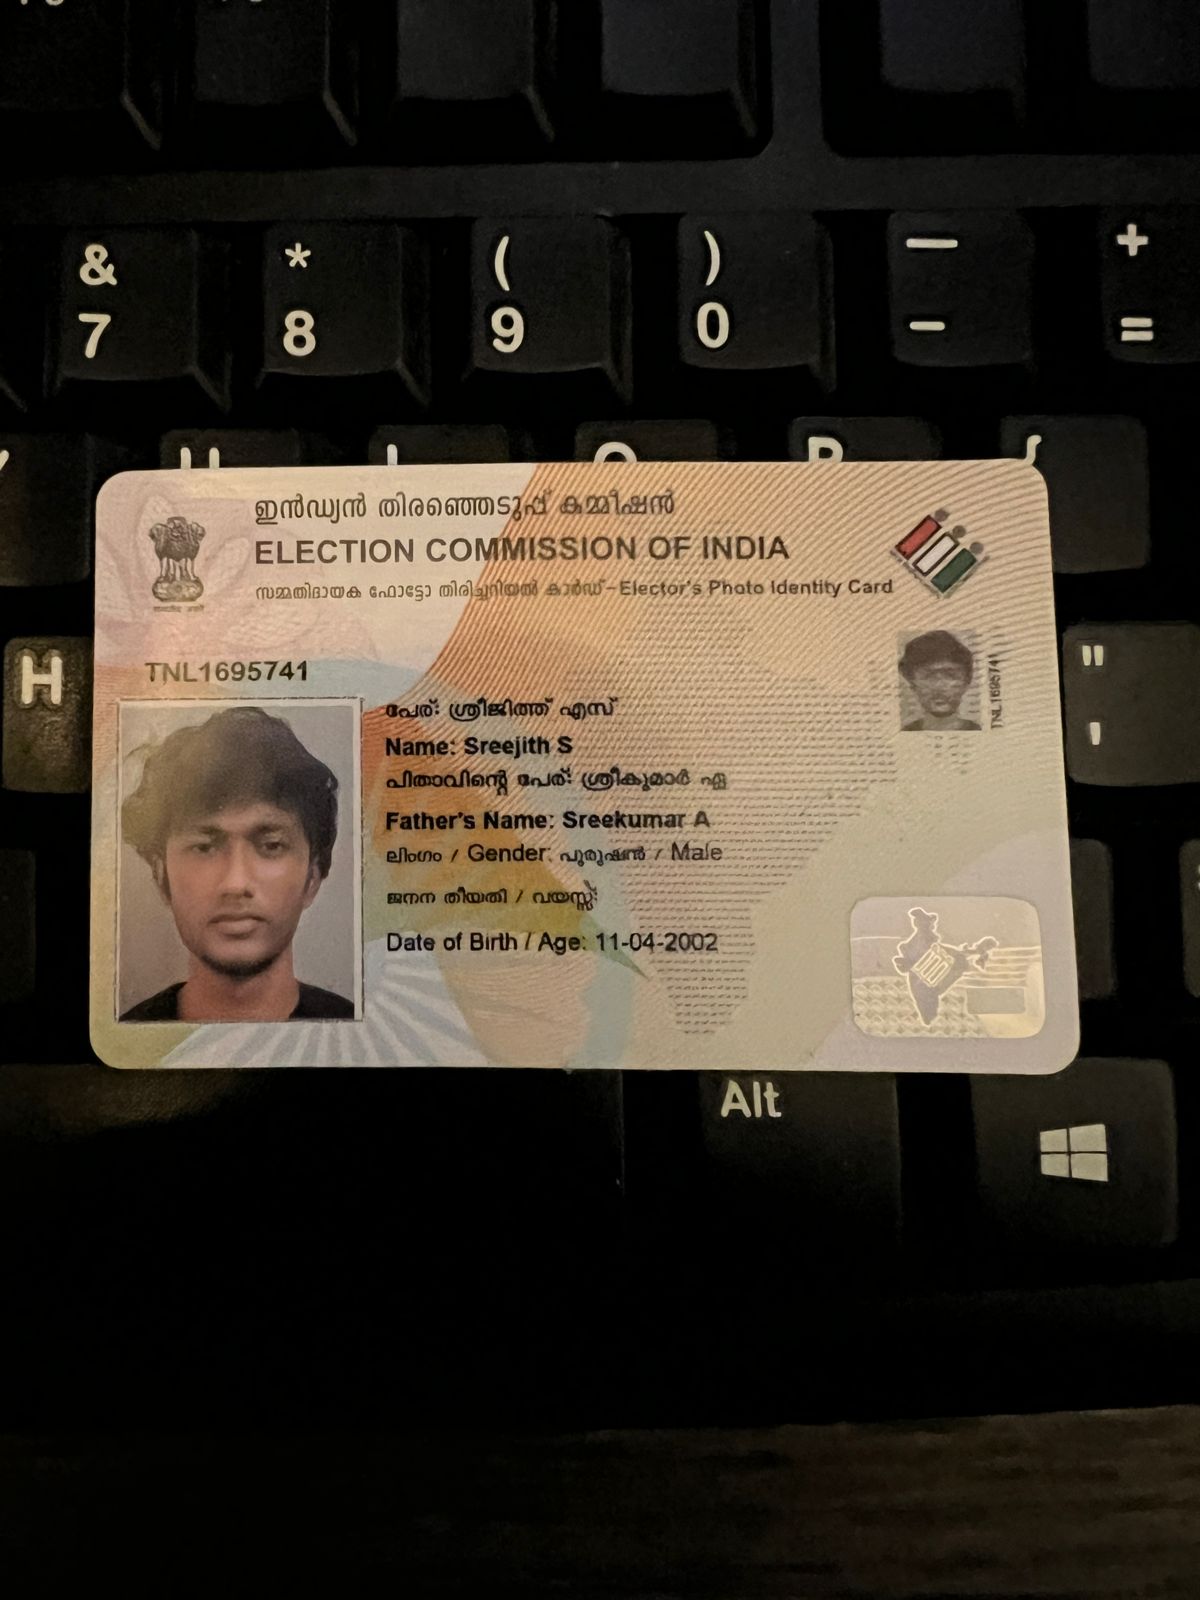 & * ( ) — +
7 8 9 0 - =
ഇൻഡ്യൻ തിരഞ്ഞെടുപ്പ് കമ്മീഷൻ
ELECTION COMMISSION OF INDIA
സമ്മതിദായക ഫോട്ടോ തിരിച്ചറിയൽ കാർഡ് - Elector's Photo Identity Card
H
TNL1695741
TNL1695741
" '
പേര്: ശ്രീജിത്ത് എസ്
Name: Sreejith S
പിതാവിന്റെ പേര്: ശ്രീകുമാർ ഏ
Father's Name: Sreekumar A
ലിംഗം / Gender: പുരുഷൻ / Male
ജനന തീയതി / വയസ്സ്:
Date of Birth / Age: 11-04-2002
Alt